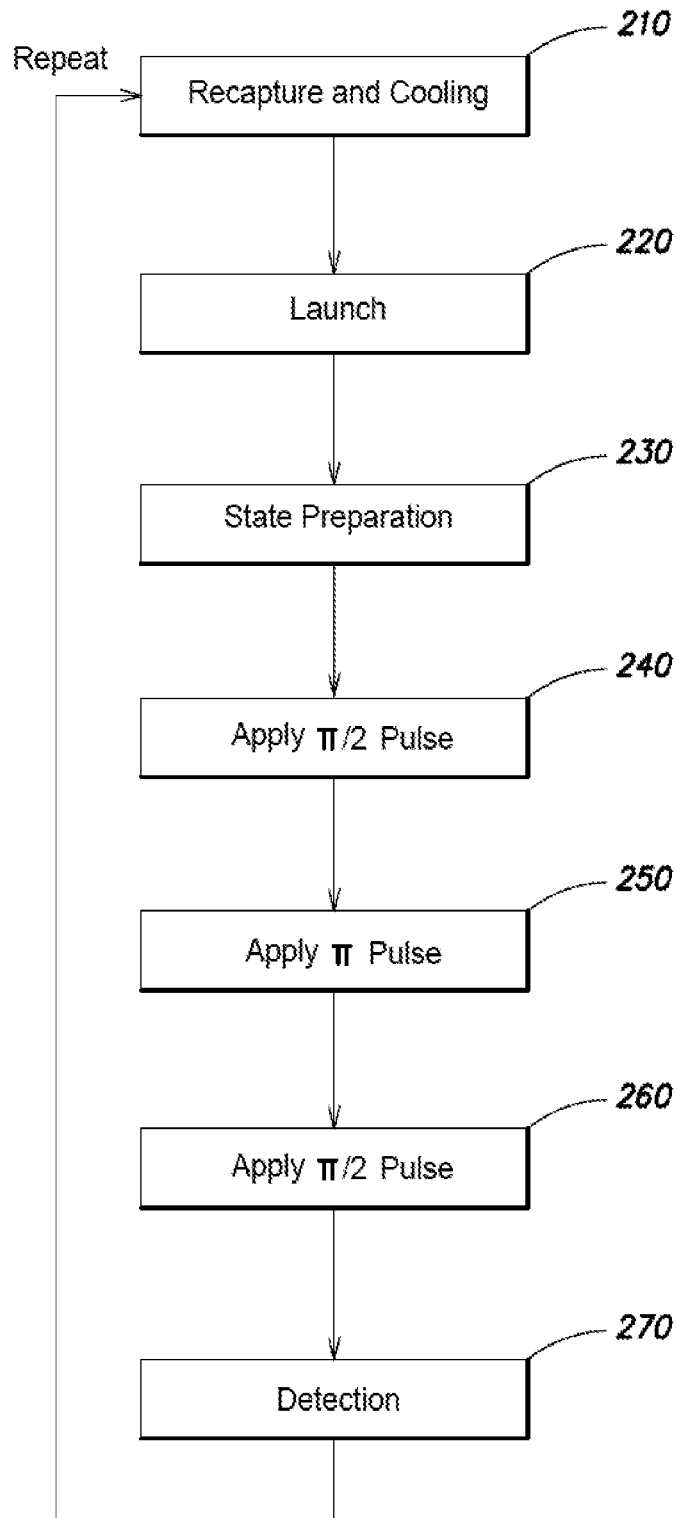 210
Repeat
Recapture and Cooling
220
Launch
230
State Preparation
240
Apply π/2 Pulse
250
Apply π Pulse
260
Apply π/2 Pulse
270
Detection